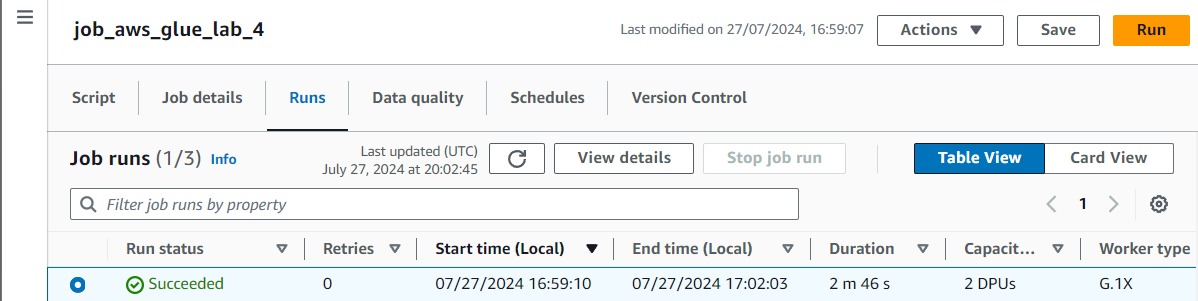 job_aws_glue_lab_4
Last modified on 27/07/2024, 16:59:07
Actions
Save
Run
Script
Job details
Runs
Data quality
Schedules
Version Control
Job runs (1/3) Info
Last updated (UTC)
July 27, 2024 at 20:02:45
View details
Stop job run
Table View
Card View
Filter job runs by property
1
Run status
Retries
Start time (Local)
End time (Local)
Duration
Capacit...
Worker type
Succeeded
0
07/27/2024 16:59:10
07/27/2024 17:02:03
2 m 46 s
2 DPUs
G.1X